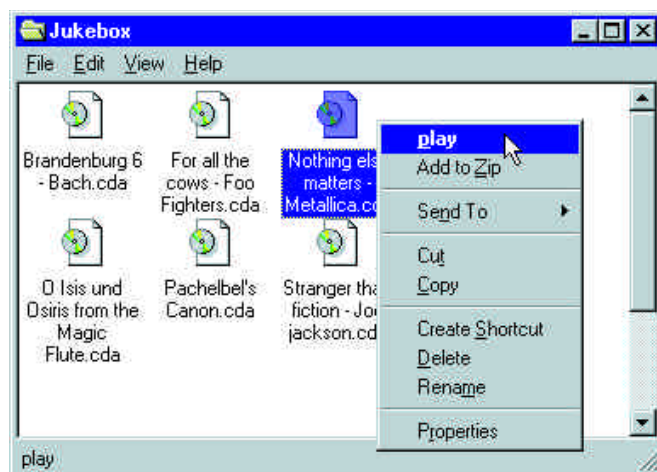 Jukebox
File Edit View Help
Brandenburg 6
- Bach.cda
For all the
cows - Foo
Fighters.cda
Nothing els
matters -
Metallica.c
O Isis und
Osiris from the
Magic
Flute.cda
Pachelbel's
Canon.cda
Stranger tha
fiction - Jo
jackson.cd
play
Add to Zip
Send To
Cut
Copy
Create Shortcut
Delete
Rename
Properties
play